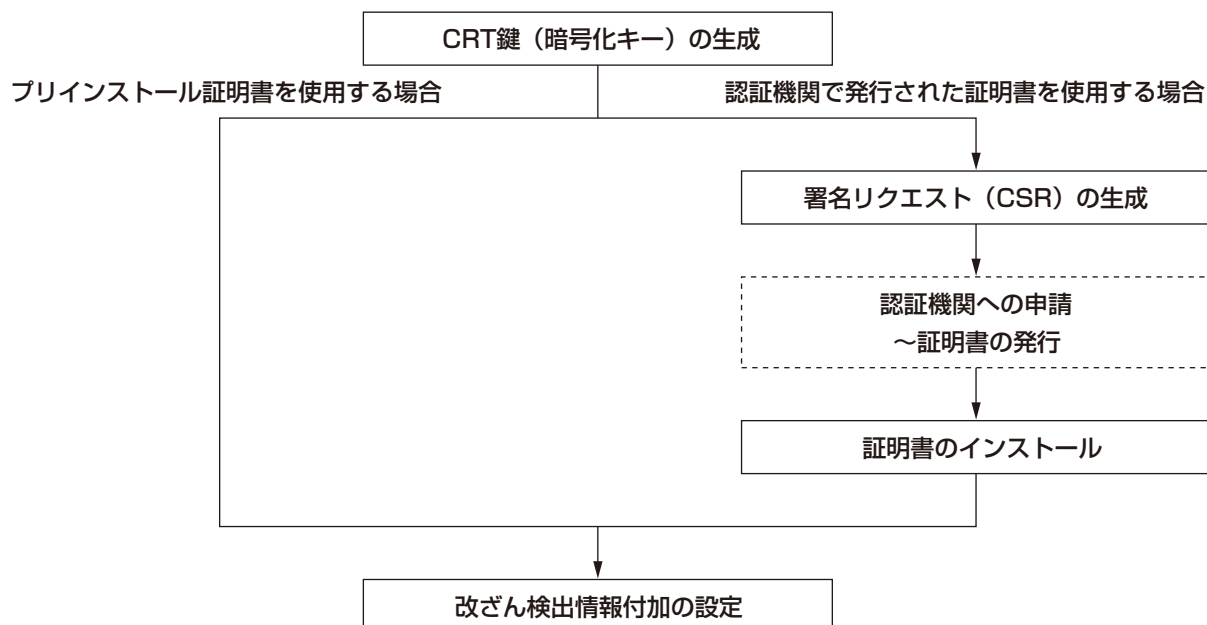 CRT鍵（暗号化キー）の生成
プリインストール証明書を使用する場合
認証機関で発行された証明書を使用する場合
署名リクエスト（CSR）の生成
認証機関への申請
～証明書の発行
証明書のインストール
改ざん検出情報付加の設定